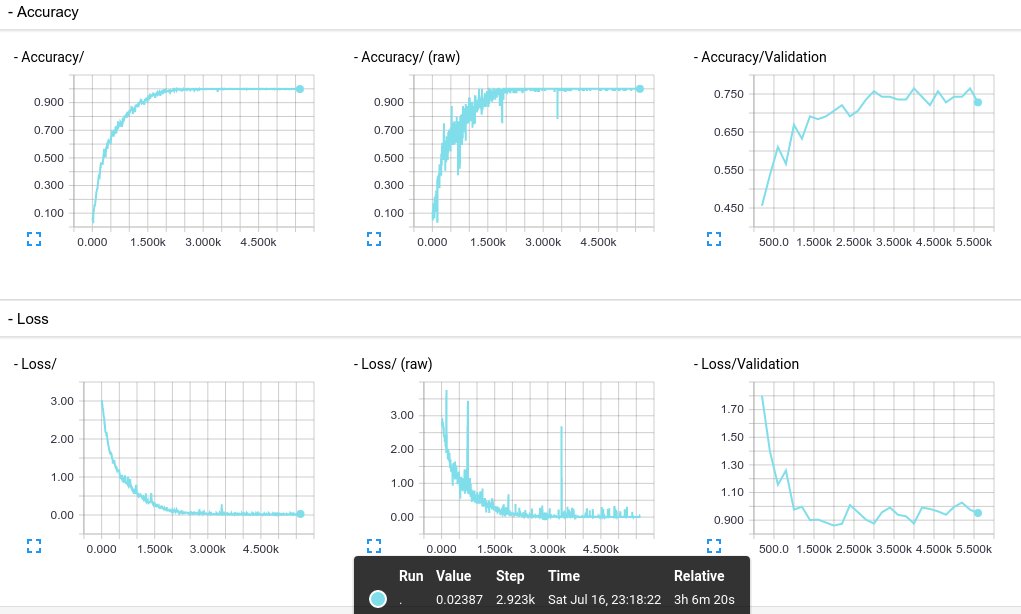 - Accuracy
- Accuracy/
- Accuracy/ (raw)
- Accuracy/Validation
0.900
0.700
0.500
0.300
0.100
0.000 1.500k 3.000k 4.500k
0.900
0.700
0.500
0.300
0.100
0.000 1.500k 3.000k 4.500k
0.750
0.650
0.550
0.450
500.0 1.500k 2.500k 3.500k 4.500k 5.500k
- Loss
- Loss/
- Loss/ (raw)
- Loss/Validation
3.00
2.00
1.00
0.00
0.000 1.500k 3.000k 4.500k
3.00
2.00
1.00
0.00
0.000 1.500k 3.000k 4.500k
1.70
1.50
1.30
1.10
0.900
500.0 1.500k 2.500k 3.500k 4.500k 5.500k
Run Value Step Time Relative
. 0.02387 2.923k Sat Jul 16, 23:18:22 3h 6m 20s